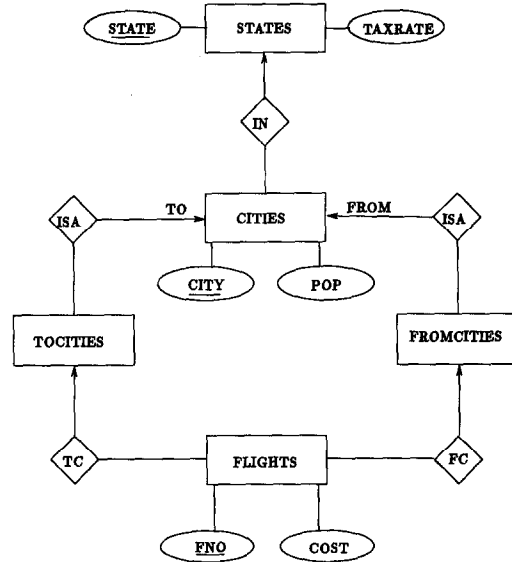 STATE STATES TAXRATE
IN
ISA TO CITIES FROM ISA
CITY POP
TOCITIES FROMCITIES
TC FLIGHTS FC
FNO COST